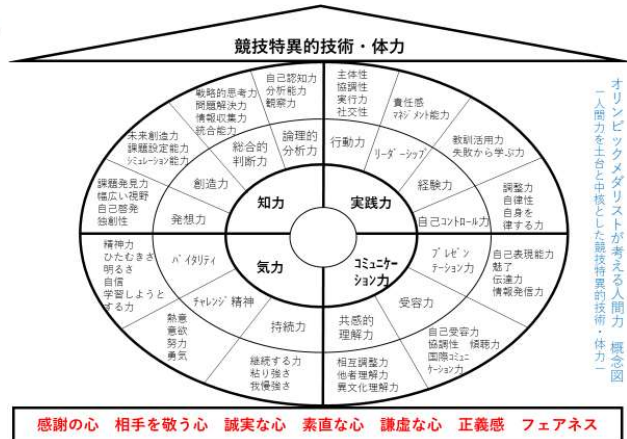 競技特異的技術・体力
オリンピックメダリストが考える人間力 概念図
ー人間力を土台と中核とした競技特異的技術・体力ー
自己認知力
分析能力
観察力
戦略的思考力
問題解決力
情報収集力
統合能力
未来創造力
課題設定能力
シミュレーション能力
課題発見力
幅広い視野
自己啓発
独創性
論理的
分析力
総合的
判断力
創造力
発想力
知力
主体性
協調性
実行力
社交性
責任感
マネジメント能力
教訓活用力
失敗から学ぶ力
調整力
自律性
自身を
律する力
行動力
リーダーシップ
経験力
自己コントロール力
実践力
精神力
ひたむきさ
明るさ
自信
学習しようと
する力
熱意
意欲
努力
勇気
継続する力
粘り強さ
我慢強さ
バイタリティ
チャレンジ精神
持続力
気力
自己表現能力
魅了
伝達力
情報発信力
自己受容力
協調性 傾聴力
国際コミュニ
ケーション力
相互調整力
他者理解力
異文化理解力
プレゼン
テーション力
受容力
共感的
理解力
コミュニケー
ション力
感謝の心 相手を敬う心 誠実な心 素直な心 謙虚な心 正義感 フェアネス